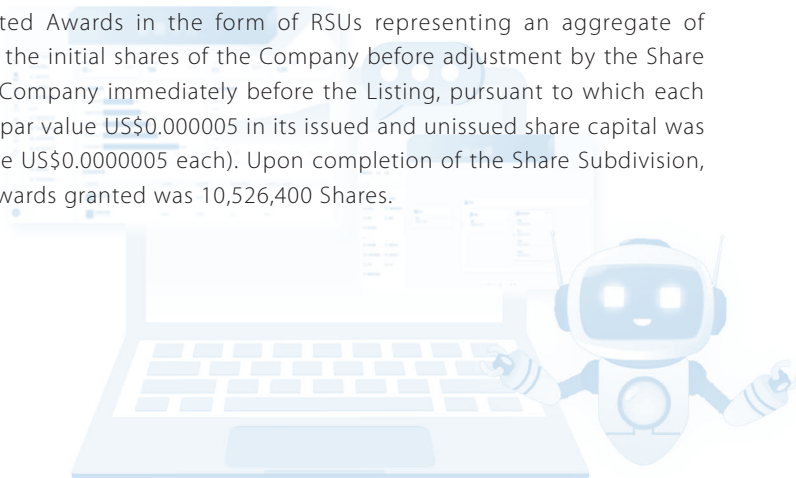 ted Awards in the form of RSUs representing an aggregate of
the initial shares of the Company before adjustment by the Share
Company immediately before the Listing, pursuant to which each
par value US$0.000005 in its issued and unissued share capital was
e US$0.0000005 each). Upon completion of the Share Subdivision,
wards granted was 10,526,400 Shares.